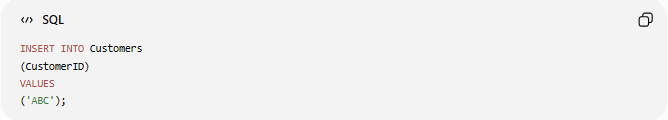 </> SQL
INSERT INTO Customers
(CustomerID)
VALUES
('ABC');